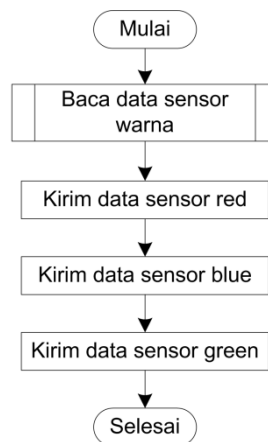 Mulai
Baca data sensor
warna
Kirim data sensor red
Kirim data sensor blue
Kirim data sensor green
Selesai